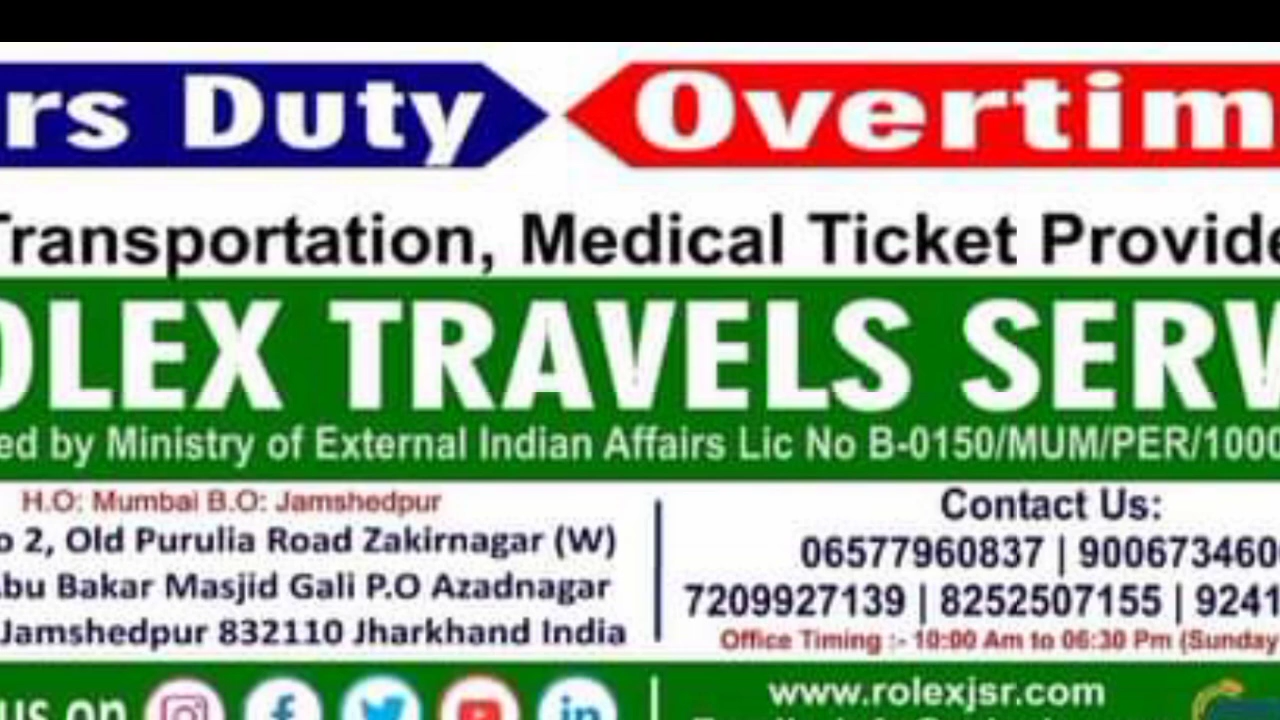 rs Duty Overtim
Transportation, Medical Ticket Provide
OLEX TRAVELS SERV
ed by Ministry of External Indian Affairs Lic No B-0150/MUM/PER/1000
H.O: Mumbai B.O: Jamshedpur
o 2, Old Purulia Road Zakirnagar (W)
bu Bakar Masjid Gali P.O Azadnagar
Jamshedpur 832110 Jharkhand India
Contact Us:
06577960837 | 900673460
7209927139 | 8252507155 | 9241
Office Timing :- 10:00 Am to 06:30 Pm (Sunday
us on
www.rolexjsr.com